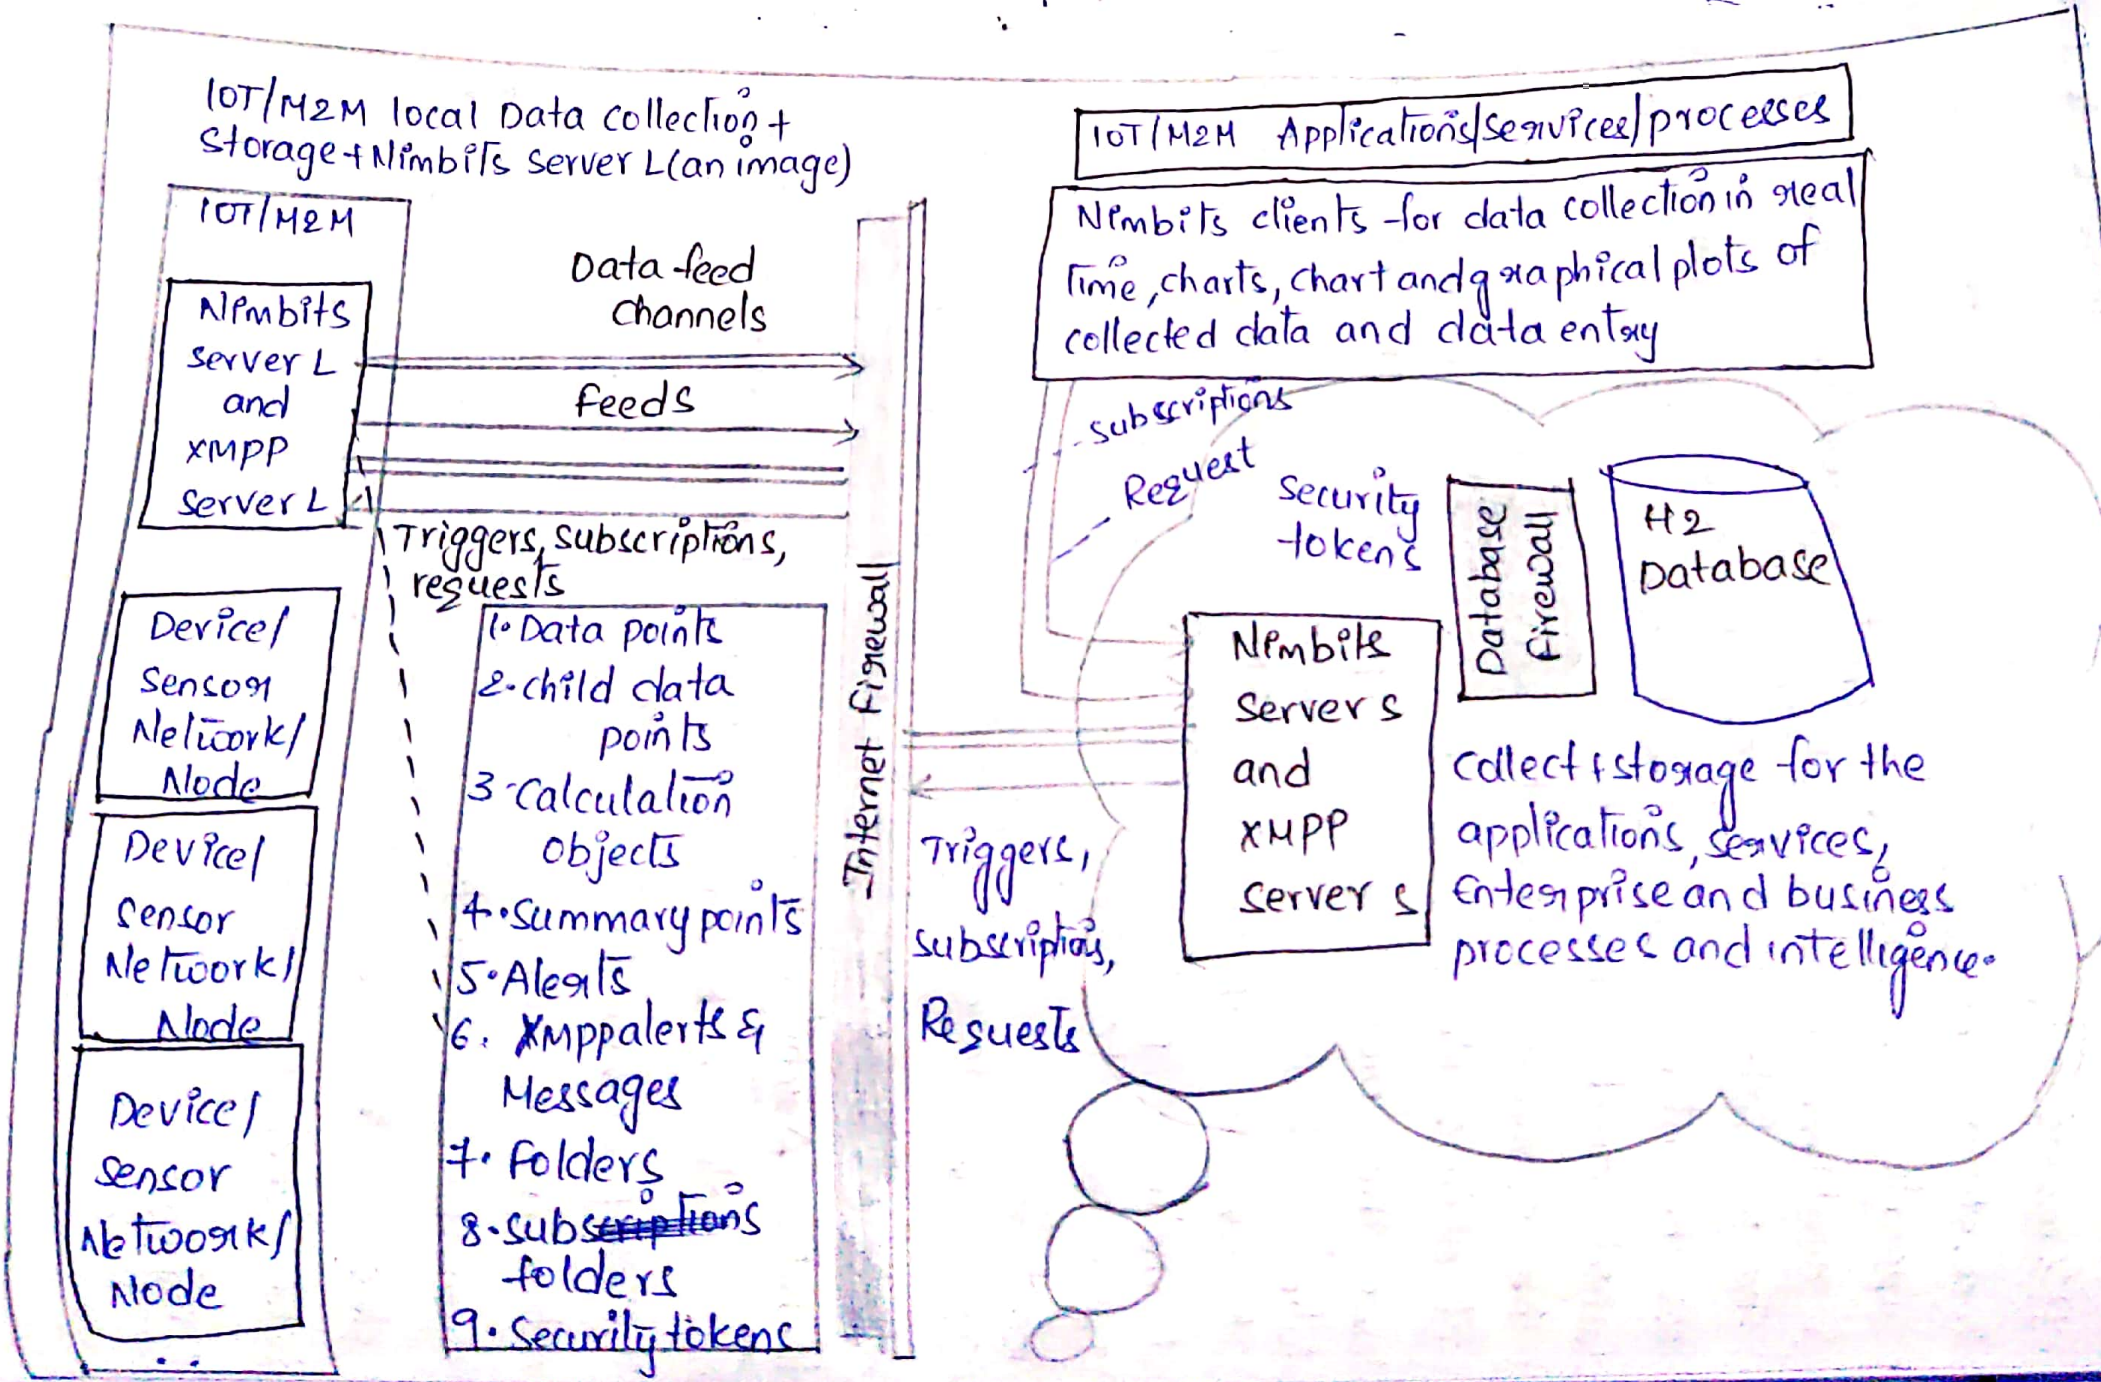 IOT/M2M local Data collection +
Storage + Nimbits Server L (an image)
IOT/M2M
Nimbits
Server L
and
XMPP
Server L
Device/
Sensor
Network/
Node
Device/
Sensor
Network/
Node
Device/
Sensor
Network/
Node
Data feed
channels
feeds
Triggers, subscriptions,
requests
1. Data points
2. child data
points
3. Calculation
objects
4. Summary points
5. Alerts
6. XMPP alerts &
Messages
7. Folders
8. sub
folders
9. Security tokens
Internet Firewall
IOT/M2M Applications/Services/processes
Nimbits clients for data collection in real
Time, charts, chart and graphical plots of
collected data and data entry
Subscriptions
Request
Security
tokens
Database
firewall
H2
Database
Nimbits
Server S
and
XMPP
Server S
Triggers,
subscriptions,
Requests
Collect + storage for the
applications, services,
Enterprise and business
processes and intelligence.